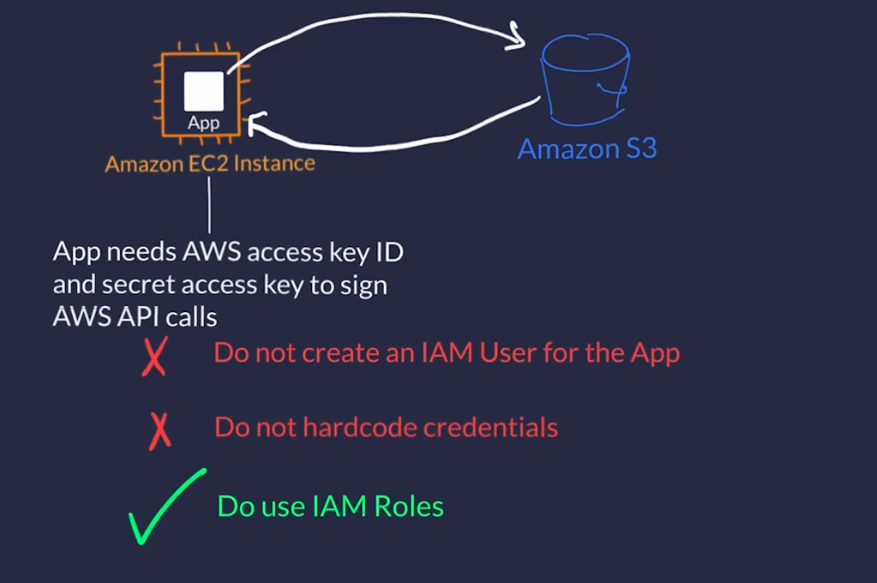 App
Amazon EC2 Instance
Amazon S3
App needs AWS access key ID
and secret access key to sign
AWS API calls
Do not create an IAM User for the App
Do not hardcode credentials
Do use IAM Roles